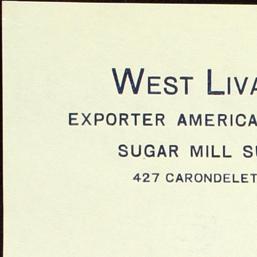 WEST LIVA
EXPORTER AMERICA
SUGAR MILL SU
427 CARONDELET